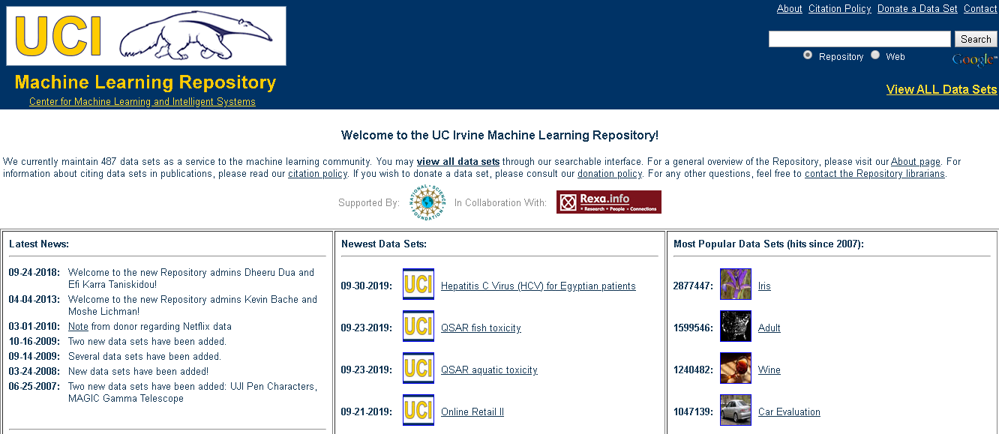 About Citation Policy Donate a Data Set Contact
UCI
Search
Repository Web
Google™
Machine Learning Repository
Center for Machine Learning and Intelligent Systems
View ALL Data Sets
Welcome to the UC Irvine Machine Learning Repository!
We currently maintain 487 data sets as a service to the machine learning community. You may view all data sets through our searchable interface. For a general overview of the Repository, please visit our About page. For
information about citing data sets in publications, please read our citation policy. If you wish to donate a data set, please consult our donation policy. For any other questions, feel free to contact the Repository librarians.
Supported By: NATIONAL SCIENCE FOUNDATION In Collaboration With: Rexa.info
• Research • People • Connections
Latest News:
09-24-2018: Welcome to the new Repository admins Dheeru Dua and
Efi Karra Taniskidou!
04-04-2013: Welcome to the new Repository admins Kevin Bache and
Moshe Lichman!
03-01-2010: Note from donor regarding Netflix data
10-16-2009: Two new data sets have been added.
09-14-2009: Several data sets have been added.
03-24-2008: New data sets have been added!
06-25-2007: Two new data sets have been added: UJI Pen Characters,
MAGIC Gamma Telescope
Newest Data Sets:
09-30-2019: UCI Hepatitis C Virus (HCV) for Egyptian patients
09-23-2019: UCI QSAR fish toxicity
09-23-2019: UCI QSAR aquatic toxicity
09-21-2019: UCI Online Retail II
Most Popular Data Sets (hits since 2007):
2877447: Iris
1599546: Adult
1240482: Wine
1047139: Car Evaluation